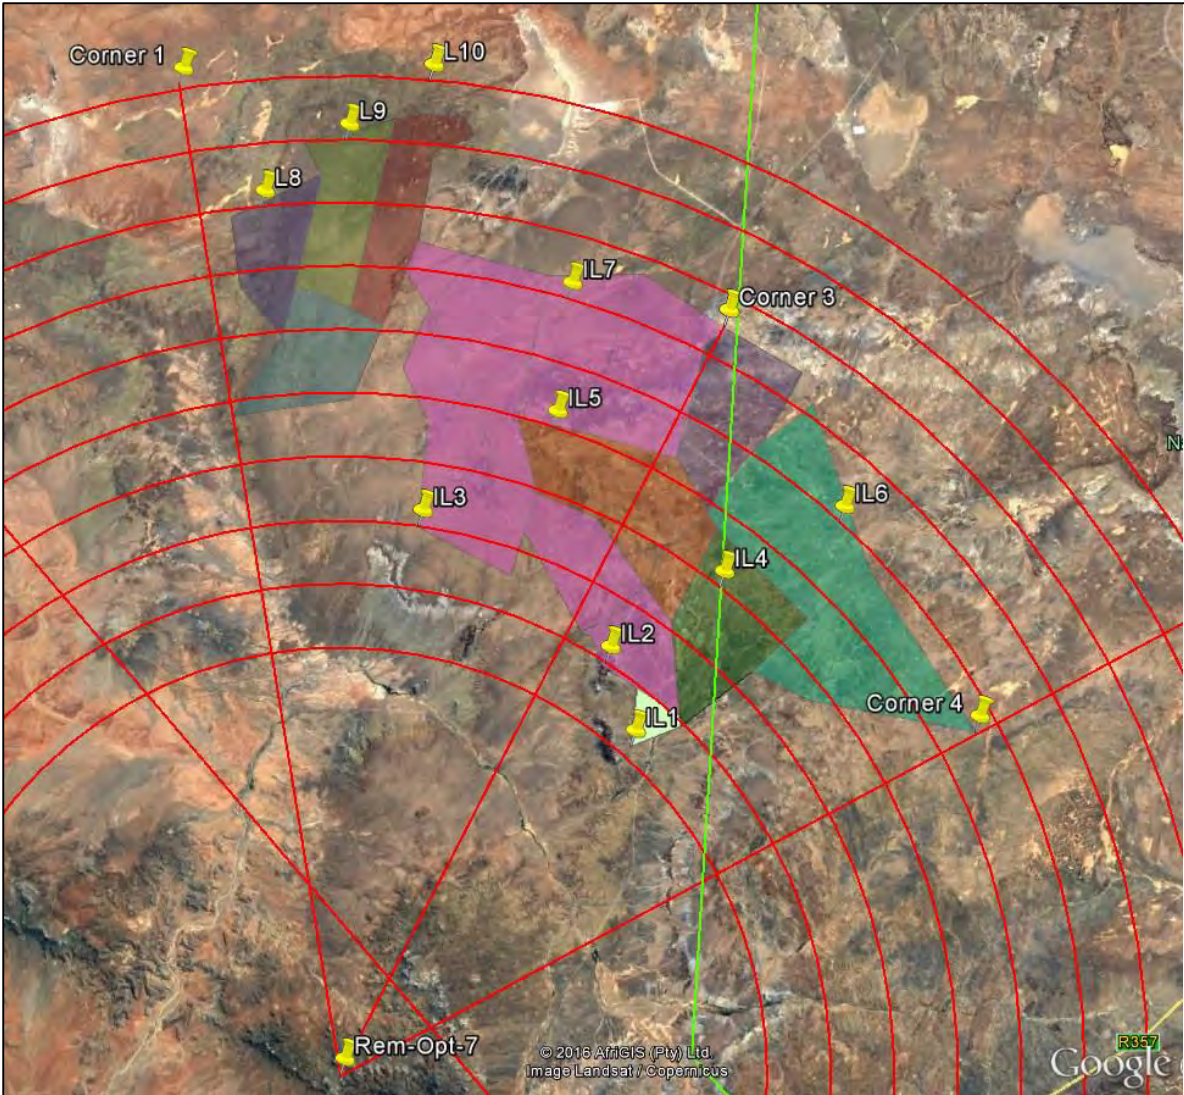 Corner 1
L10
L9
L8
IL7
Corner 3
IL5
IL6
IL3
IL4
IL2
Corner 4
IL1
Rem-Opt-7
© 2016 AfriGIS (Pty) Ltd.
Image Landsat / Copernicus
R357
Google